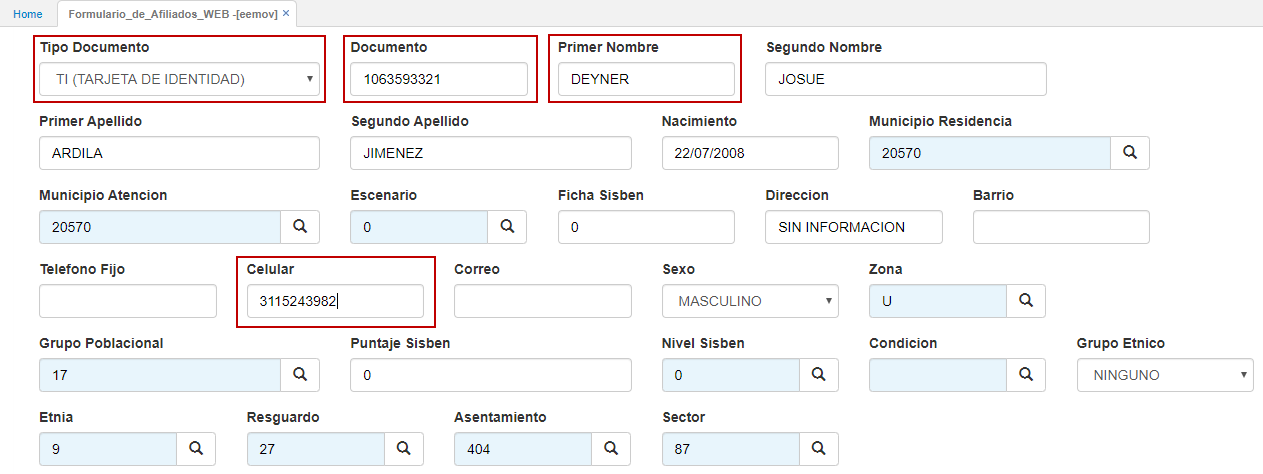 Home Formulario_de_Afiliados_WEB -[eemov] ×
Tipo Documento Documento Primer Nombre Segundo Nombre
TI (TARJETA DE IDENTIDAD) 1063593321 DEYNER JOSUE
Primer Apellido Segundo Apellido Nacimiento Municipio Residencia
ARDILA JIMENEZ 22/07/2008 20570
Municipio Atencion Escenario Ficha Sisben Direccion Barrio
20570 0 0 SIN INFORMACION
Telefono Fijo Celular Correo Sexo Zona
3115243982 MASCULINO U
Grupo Poblacional Puntaje Sisben Nivel Sisben Condicion Grupo Etnico
17 0 0 NINGUNO
Etnia Resguardo Asentamiento Sector
9 27 404 87